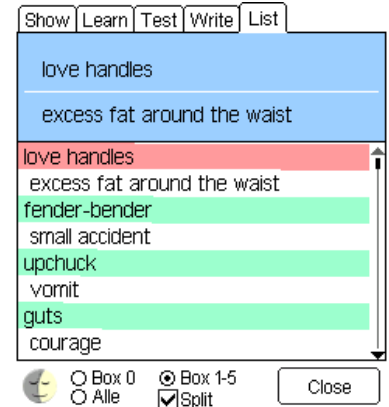 Show Learn Test Write List
love handles
excess fat around the waist
love handles
excess fat around the waist
fender-bender
small accident
upchuck
vomit
guts
courage
Box 0 Box 1-5
Alle Split
Close